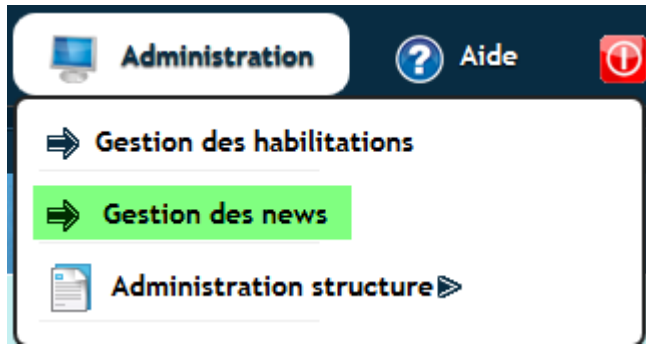 Administration Aide
Gestion des habilitations
Gestion des news
Administration structure